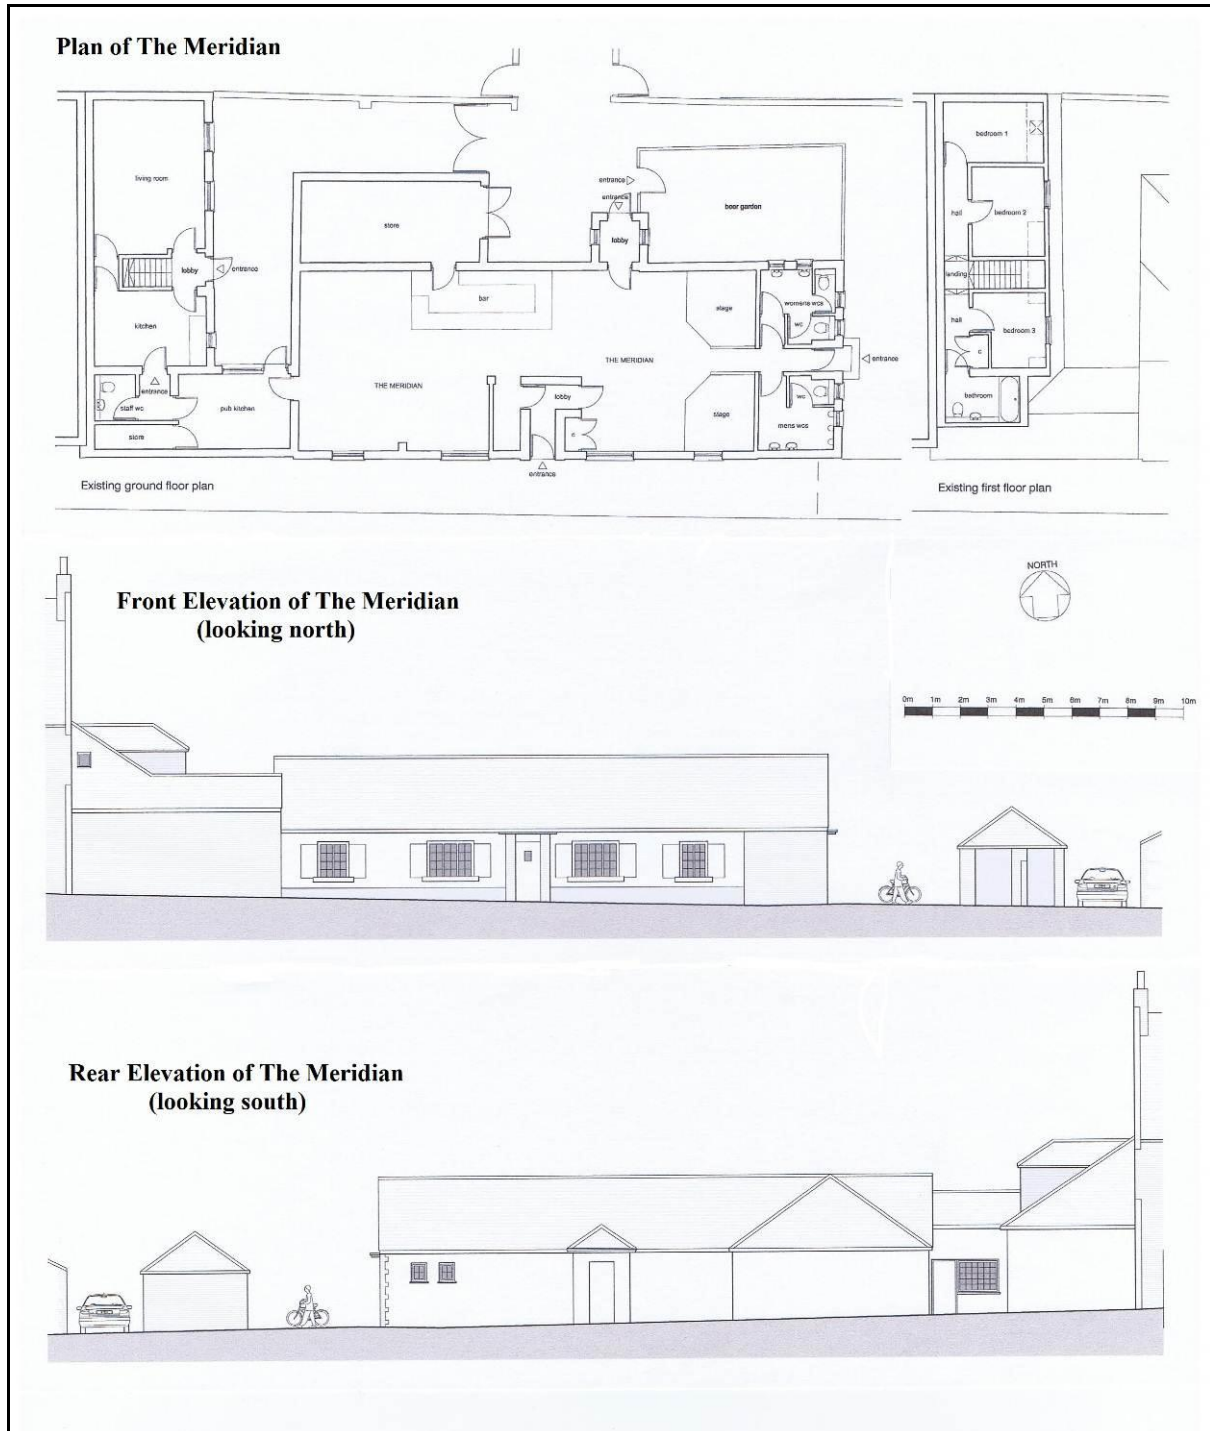 Plan of The Meridian
living room
lobby
entrance
kitchen
entrance
staff wc
store
pub kitchen
store
bar
THE MERIDIAN
entrance
entrance
lobby
beer garden
THE MERIDIAN
stage
stage
womens wcs
wc
entrance
wc
mens wcs
lobby
c
entrance
Existing ground floor plan
bedroom 1
hall
bedroom 2
landing
hall
bedroom 3
c
bathroom
Existing first floor plan
NORTH
0m 1m 2m 3m 4m 5m 6m 7m 8m 9m 10m
Front Elevation of The Meridian
(looking north)
Rear Elevation of The Meridian
(looking south)